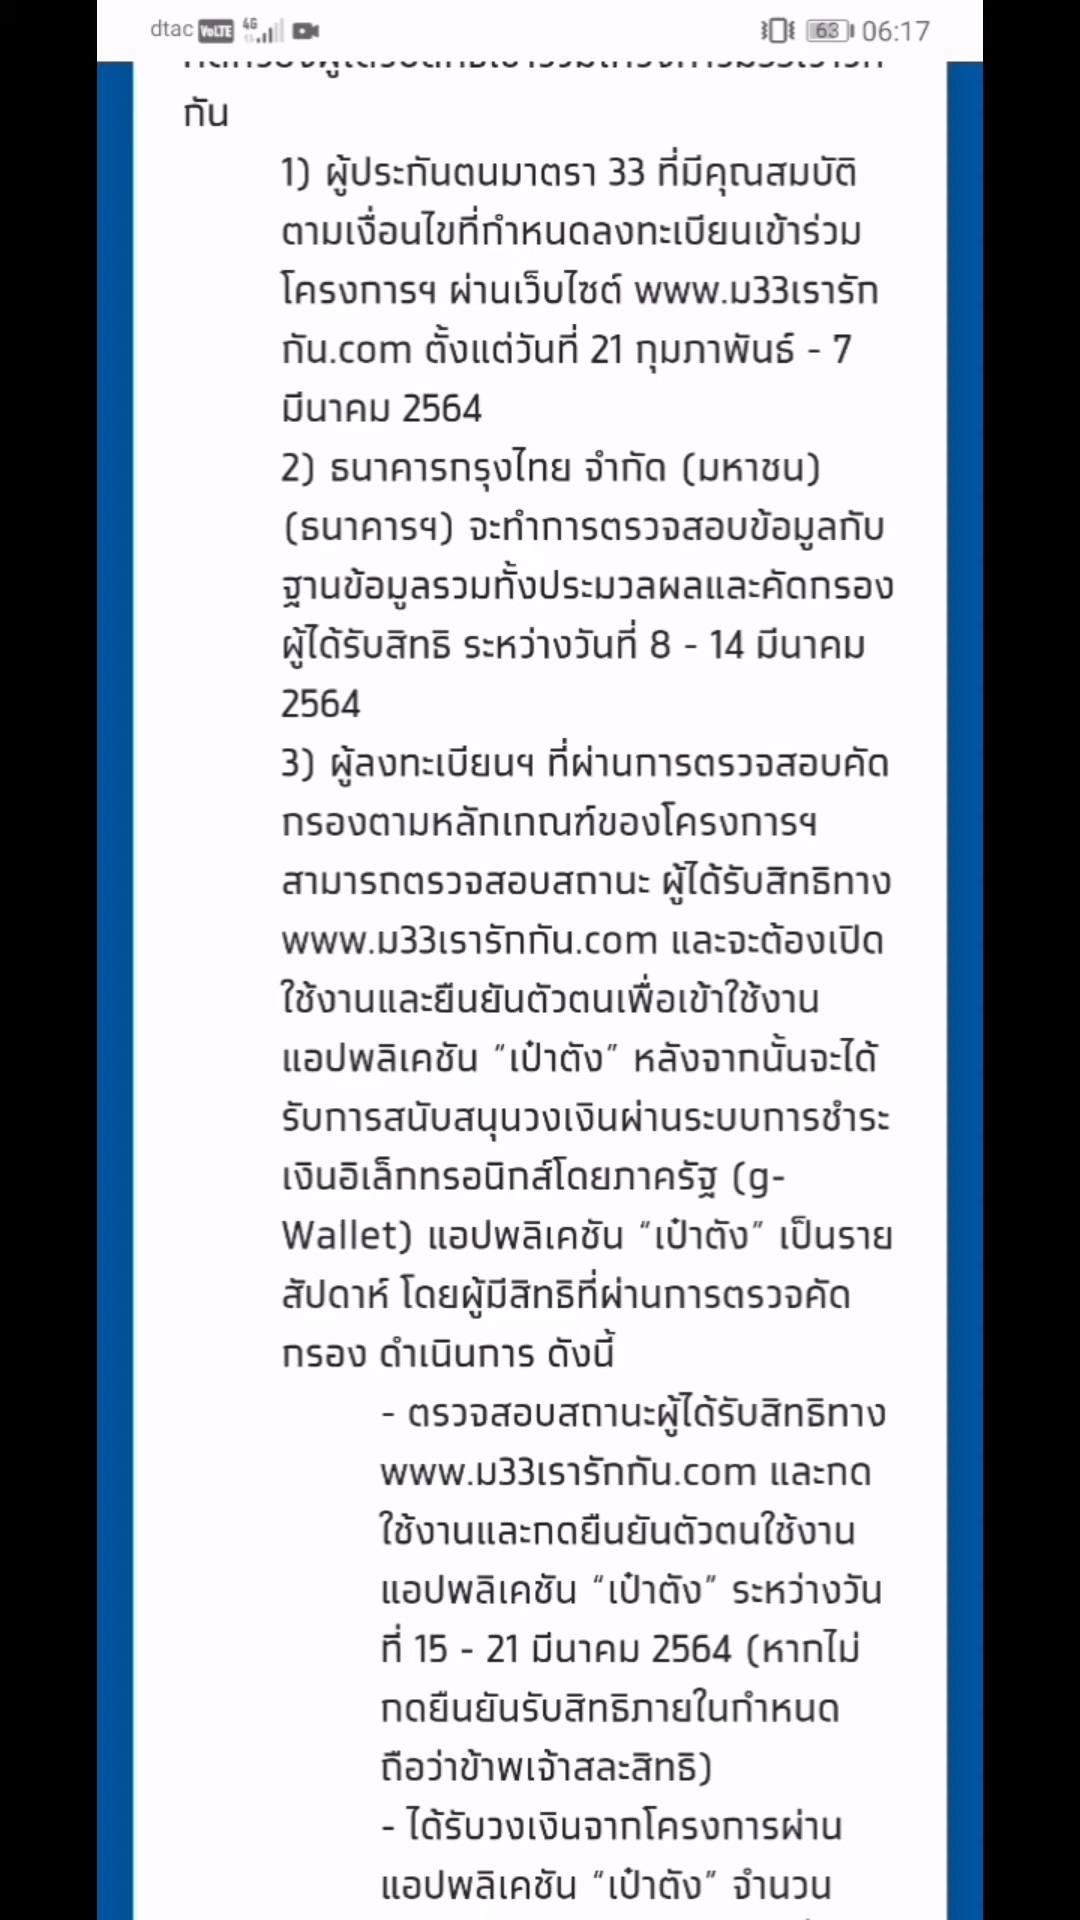 dtac VoLTE 4G 63 06:17
กัน
1) ผู้ประกันตนมาตรา 33 ที่มีคุณสมบัติ
ตามเงื่อนไขที่กำหนดลงทะเบียนเข้าร่วม
โครงการฯ ผ่านเว็บไซต์ www.ม33เรารัก
กัน.com ตั้งแต่วันที่ 21 กุมภาพันธ์ - 7
มีนาคม 2564
2) ธนาคารกรุงไทย จำกัด (มหาชน)
(ธนาคารฯ) จะทำการตรวจสอบข้อมูลกับ
ฐานข้อมูลรวมทั้งประมวลผลและคัดกรอง
ผู้ได้รับสิทธิ ระหว่างวันที่ 8 - 14 มีนาคม
2564
3) ผู้ลงทะเบียนฯ ที่ผ่านการตรวจสอบคัด
กรองตามหลักเกณฑ์ของโครงการฯ
สามารถตรวจสอบสถานะ ผู้ได้รับสิทธิทาง
www.ม33เรารักกัน.com และจะต้องเปิด
ใช้งานและยืนยันตัวตนเพื่อเข้าใช้งาน
แอปพลิเคชัน “เป๋าตัง” หลังจากนั้นจะได้
รับการสนับสนุนวงเงินผ่านระบบการชำระ
เงินอิเล็กทรอนิกส์โดยภาครัฐ (g-
Wallet) แอปพลิเคชัน “เป๋าตัง” เป็นราย
สัปดาห์ โดยผู้มีสิทธิที่ผ่านการตรวจคัด
กรอง ดำเนินการ ดังนี้
- ตรวจสอบสถานะผู้ได้รับสิทธิทาง
www.ม33เรารักกัน.com และกด
ใช้งานและกดยืนยันตัวตนใช้งาน
แอปพลิเคชัน “เป๋าตัง” ระหว่างวัน
ที่ 15 - 21 มีนาคม 2564 (หากไม่
กดยืนยันรับสิทธิภายในกำหนด
ถือว่าข้าพเจ้าสละสิทธิ)
- ได้รับวงเงินจากโครงการผ่าน
แอปพลิเคชัน “เป๋าตัง” จำนวน